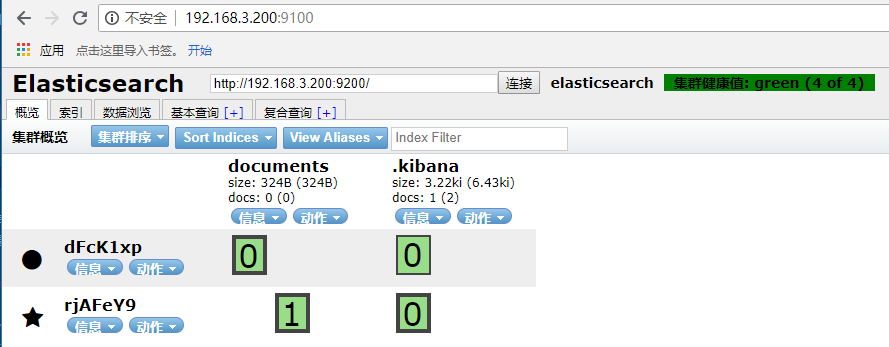 不安全 192.168.3.200:9100
应用 点击这里导入书签。 开始
Elasticsearch http://192.168.3.200:9200/ 连接 elasticsearch 集群健康值: green (4 of 4)
概览 索引 数据浏览 基本查询 [+] 复合查询 [+]
集群概览 集群排序 Sort Indices View Aliases Index Filter
documents .kibana
size: 324B (324B) size: 3.22ki (6.43ki)
docs: 0 (0) docs: 1 (2)
信息 动作 信息 动作
dFcK1xp 0 0
信息 动作
rjAFeY9 1 0
信息 动作